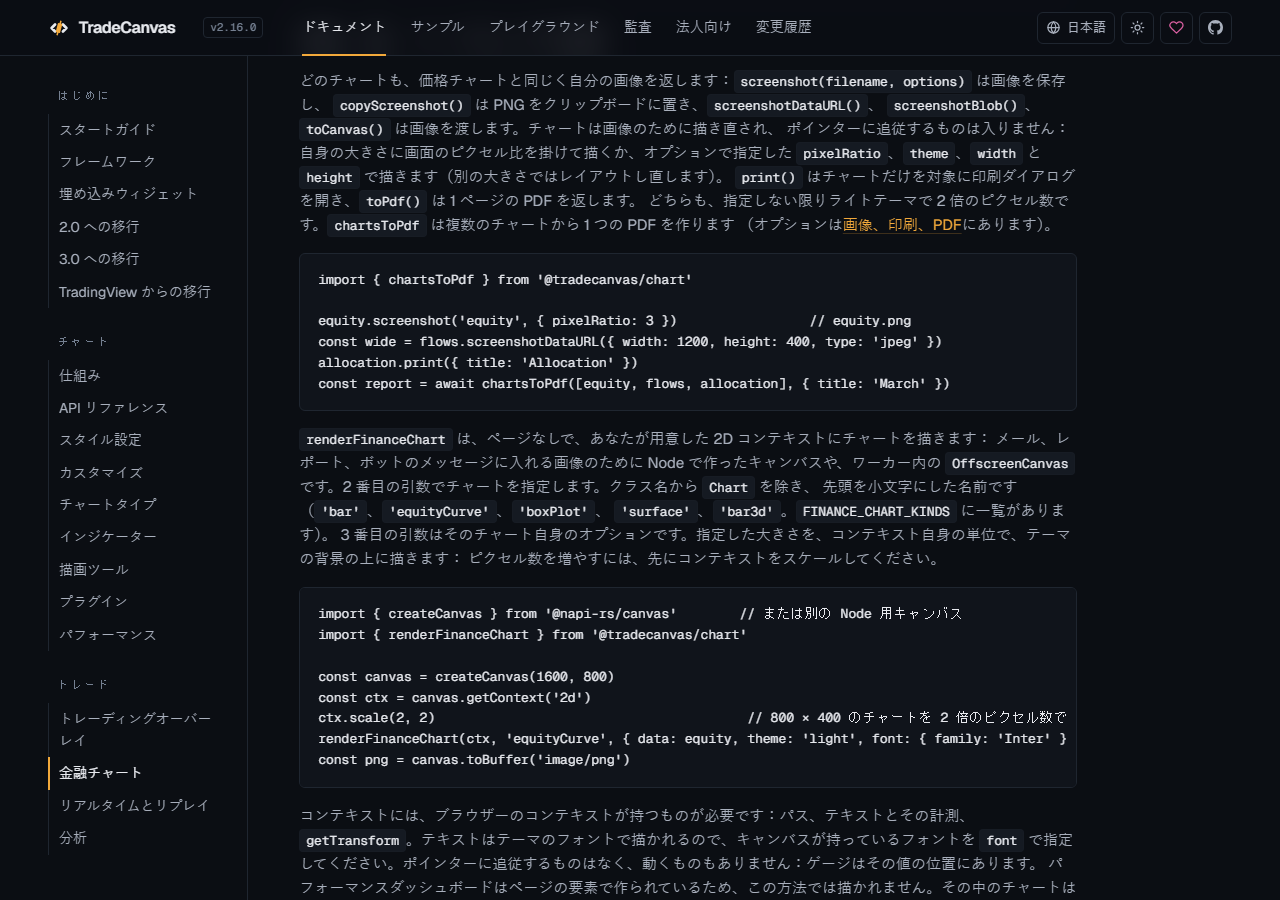 TradeCanvas v2.16.0 ドキュメント サンプル プレイグラウンド 監査 法人向け 変更履歴 日本語
はじめに
スタートガイド
フレームワーク
埋め込みウィジェット
2.0 への移行
3.0 への移行
TradingView からの移行
チャート
仕組み
API リファレンス
スタイル設定
カスタマイズ
チャートタイプ
インジケーター
描画ツール
プラグイン
パフォーマンス
トレード
トレーディングオーバー
レイ
金融チャート
リアルタイムとリプレイ
分析
どのチャートも、価格チャートと同じく自分の画像を返します： screenshot(filename, options) は画像を保存
し、 copyScreenshot() は PNG をクリップボードに置き、 screenshotDataURL() 、 screenshotBlob() 、
toCanvas() は画像を渡します。チャートは画像のために描き直され、 ポインターに追従するものは入りません：
自身の大きさに画面のピクセル比を掛けて描くか、オプションで指定した pixelRatio 、 theme 、 width と
height で描きます（別の大きさではレイアウトし直します）。 print() はチャートだけを対象に印刷ダイアログ
を開き、 toPdf() は 1 ページの PDF を返します。 どちらも、指定しない限りライトテーマで 2 倍のピクセル数で
す。 chartsToPdf は複数のチャートから 1 つの PDF を作ります （オプションは画像、印刷、PDFにあります）。
import { chartsToPdf } from '@tradecanvas/chart'
equity.screenshot('equity', { pixelRatio: 3 }) // equity.png
const wide = flows.screenshotDataURL({ width: 1200, height: 400, type: 'jpeg' })
allocation.print({ title: 'Allocation' })
const report = await chartsToPdf([equity, flows, allocation], { title: 'March' })
renderFinanceChart は、ページなしで、あなたが用意した 2D コンテキストにチャートを描きます： メール、レ
ポート、ボットのメッセージに入れる画像のために Node で作ったキャンバスや、ワーカー内の OffscreenCanvas
です。2 番目の引数でチャートを指定します。クラス名から Chart を除き、 先頭を小文字にした名前です
（ 'bar' 、 'equityCurve' 、 'boxPlot' 、 'surface' 、 'bar3d' 。 FINANCE_CHART_KINDS に一覧がありま
す）。 3 番目の引数はそのチャート自身のオプションです。指定した大きさを、コンテキスト自身の単位で、テーマ
の背景の上に描きます： ピクセル数を増やすには、先にコンテキストをスケールしてください。
import { createCanvas } from '@napi-rs/canvas' // または別の Node 用キャンバス
import { renderFinanceChart } from '@tradecanvas/chart'
const canvas = createCanvas(1600, 800)
const ctx = canvas.getContext('2d')
ctx.scale(2, 2) // 800 × 400 のチャートを 2 倍のピクセル数で
renderFinanceChart(ctx, 'equityCurve', { data: equity, theme: 'light', font: { family: 'Inter' }
const png = canvas.toBuffer('image/png')
コンテキストには、ブラウザーのコンテキストが持つものが必要です：パス、テキストとその計測、
getTransform 。テキストはテーマのフォントで描かれるので、キャンバスが持っているフォントを font で指定
してください。ポインターに追従するものはなく、動くものもありません：ゲージはその値の位置にあります。 パ
フォーマンスダッシュボードはページの要素で作られているため、この方法では描かれません。その中のチャートは